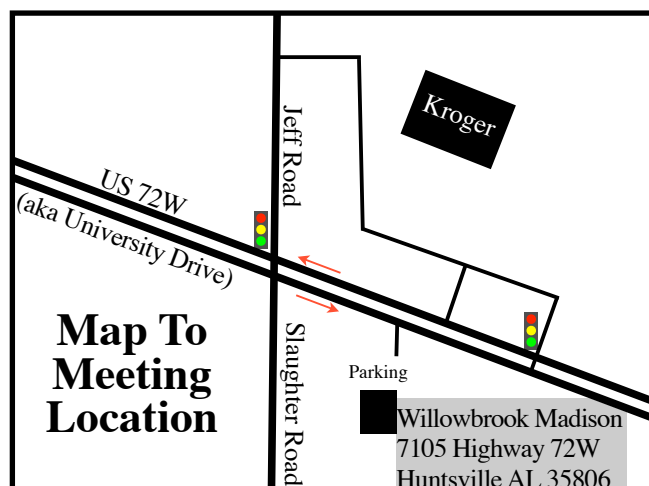 Kroger
Jeff Road
US 72W
(aka University Drive)
Map To
Meeting
Location
Slaughter Road
Parking
Willowbrook Madison
7105 Highway 72W
Huntsville AL 35806